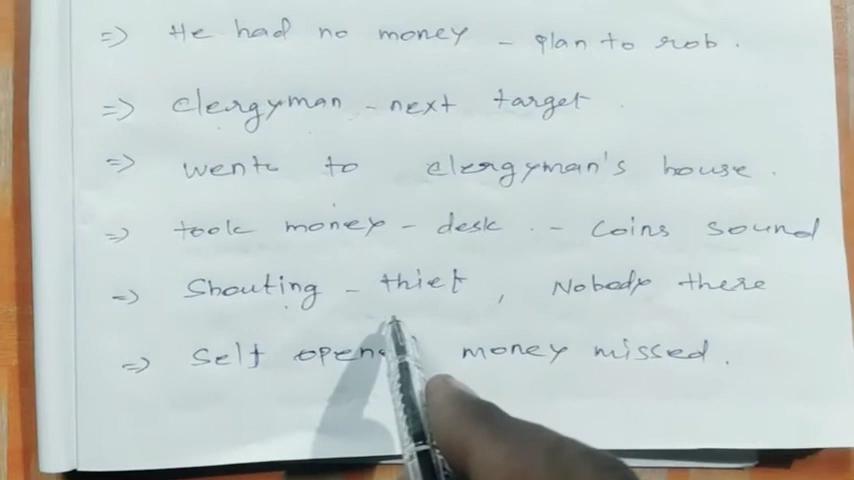 => He had no money - plan to rob.
=> Clergyman - next target.
=> went to clergyman's house.
=> took money - desk. - Coins sound
=> Shouting - thief, Nobody there
=> Self opened money missed.